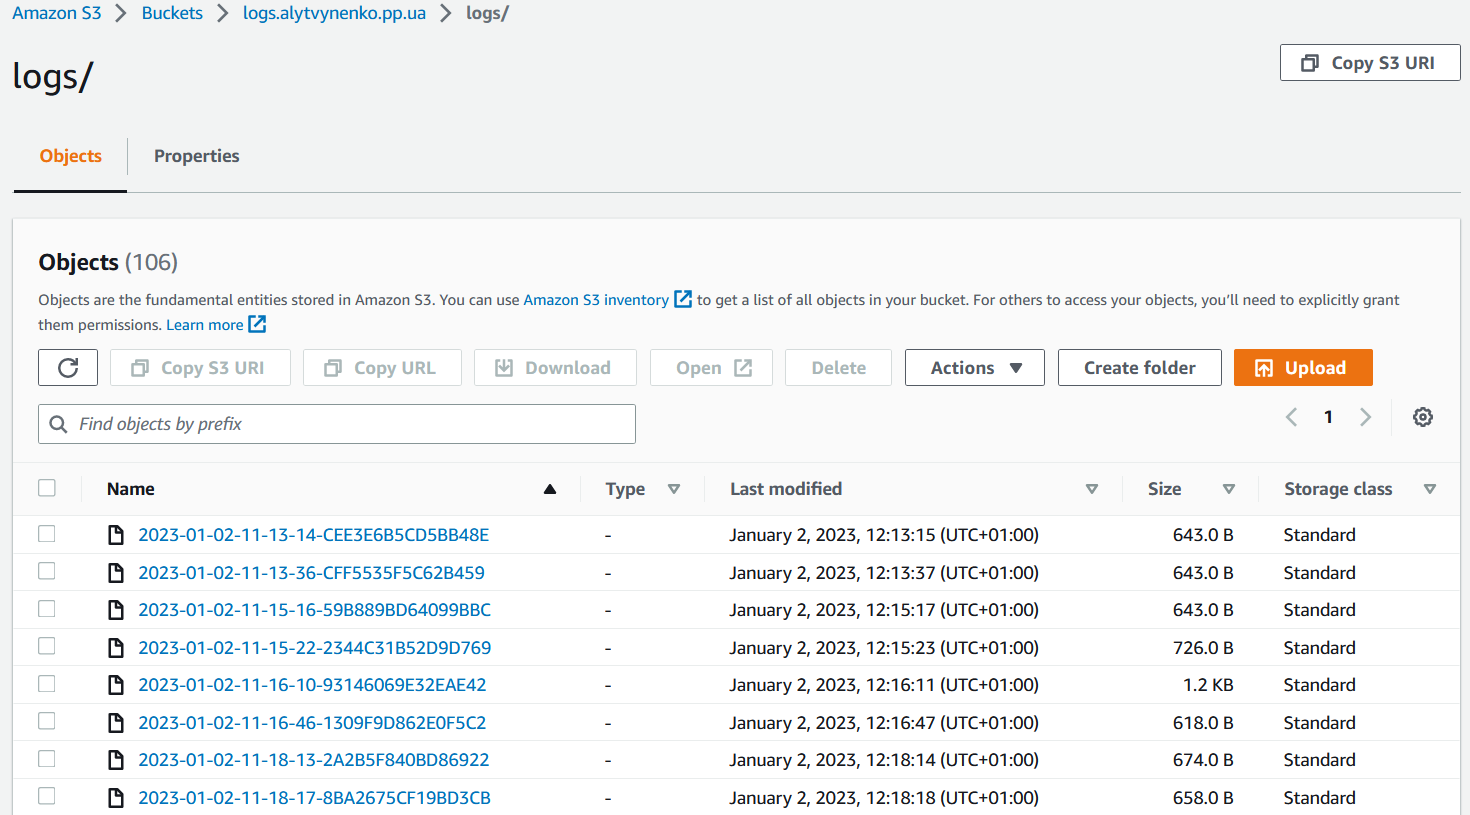 Amazon S3 > Buckets > logs.alytvynenko.pp.ua > logs/
logs/
Copy S3 URI
Objects Properties
Objects (106)
Objects are the fundamental entities stored in Amazon S3. You can use Amazon S3 inventory to get a list of all objects in your bucket. For others to access your objects, you'll need to explicitly grant
them permissions. Learn more
Copy S3 URI Copy URL Download Open Delete Actions Create folder Upload
Find objects by prefix
1
Name Type Last modified Size Storage class
2023-01-02-11-13-14-CEE3E6B5CD5BB48E - January 2, 2023, 12:13:15 (UTC+01:00) 643.0 B Standard
2023-01-02-11-13-36-CFF5535F5C62B459 - January 2, 2023, 12:13:37 (UTC+01:00) 643.0 B Standard
2023-01-02-11-15-16-59B889BD64099BBC - January 2, 2023, 12:15:17 (UTC+01:00) 643.0 B Standard
2023-01-02-11-15-22-2344C31B52D9D769 - January 2, 2023, 12:15:23 (UTC+01:00) 726.0 B Standard
2023-01-02-11-16-10-93146069E32EAE42 - January 2, 2023, 12:16:11 (UTC+01:00) 1.2 KB Standard
2023-01-02-11-16-46-1309F9D862E0F5C2 - January 2, 2023, 12:16:47 (UTC+01:00) 618.0 B Standard
2023-01-02-11-18-13-2A2B5F840BD86922 - January 2, 2023, 12:18:14 (UTC+01:00) 674.0 B Standard
2023-01-02-11-18-17-8BA2675CF19BD3CB - January 2, 2023, 12:18:18 (UTC+01:00) 658.0 B Standard